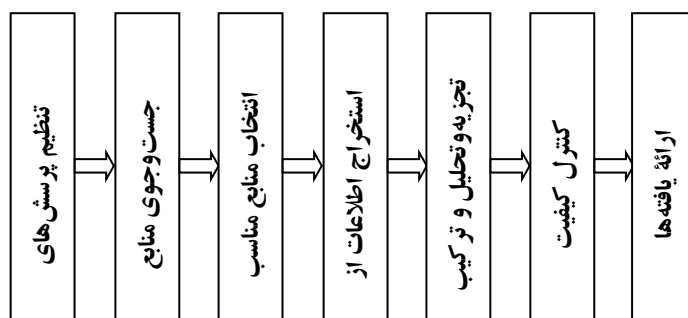 تنظیم پرسش‌های
جست‌وجوی منابع
انتخاب منابع مناسب
استخراج اطلاعات از
تجزیه‌وتحلیل و ترکیب
کنترل کیفیت
ارائۀ یافته‌ها